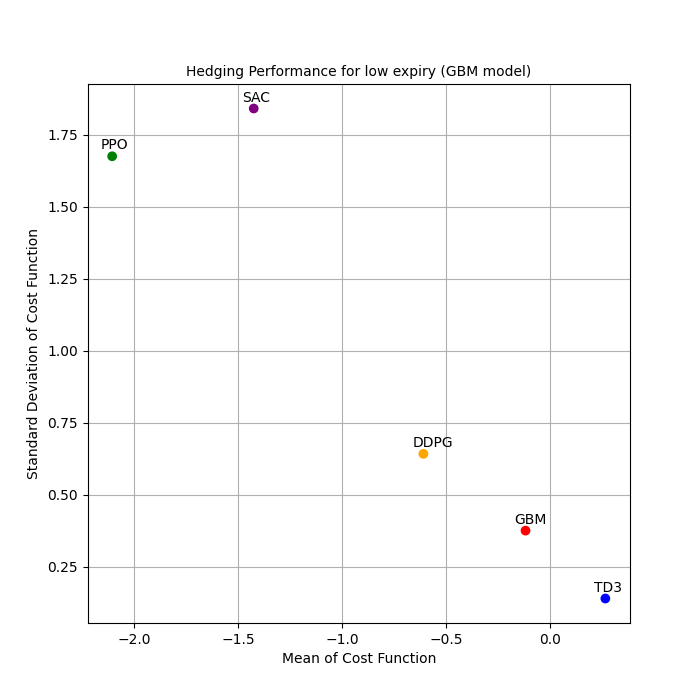 Hedging Performance for low expiry (GBM model)
SAC
PPO
DDPG
GBM
TD3
1.75
1.50
1.25
1.00
0.75
0.50
0.25
Standard Deviation of Cost Function
−2.0
−1.5
−1.0
−0.5
0.0
Mean of Cost Function